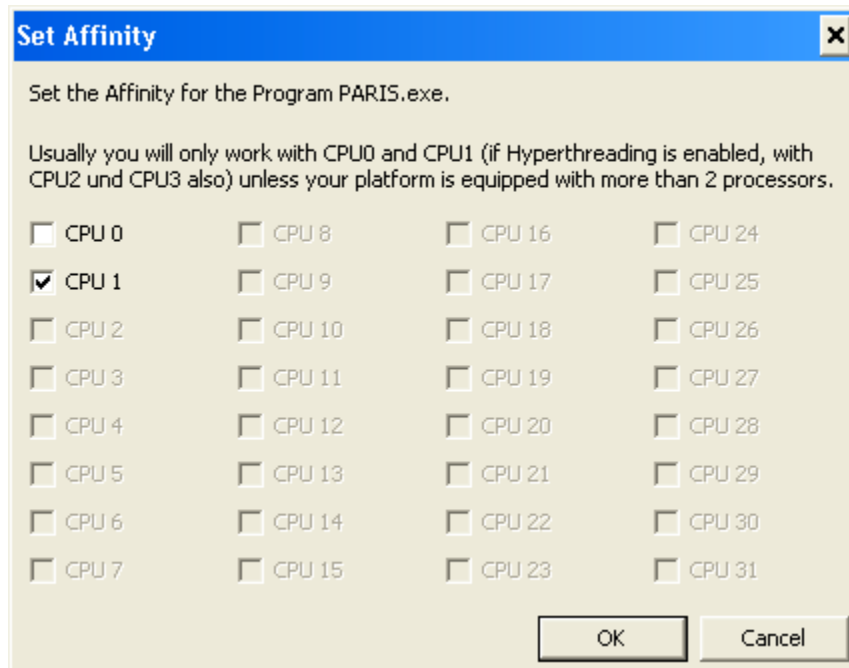 Set Affinity
Set the Affinity for the Program PARIS.exe.
Usually you will only work with CPU0 and CPU1 (if Hyperthreading is enabled, with
CPU2 und CPU3 also) unless your platform is equipped with more than 2 processors.
CPU 0 CPU 8 CPU 16 CPU 24
CPU 1 CPU 9 CPU 17 CPU 25
CPU 2 CPU 10 CPU 18 CPU 26
CPU 3 CPU 11 CPU 19 CPU 27
CPU 4 CPU 12 CPU 20 CPU 28
CPU 5 CPU 13 CPU 21 CPU 29
CPU 6 CPU 14 CPU 22 CPU 30
CPU 7 CPU 15 CPU 23 CPU 31
OK Cancel